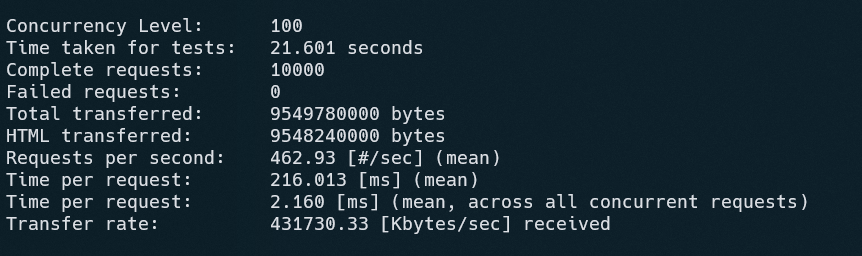 Concurrency Level:      100
Time taken for tests:   21.601 seconds
Complete requests:      10000
Failed requests:        0
Total transferred:      9549780000 bytes
HTML transferred:       9548240000 bytes
Requests per second:    462.93 [#/sec] (mean)
Time per request:       216.013 [ms] (mean)
Time per request:       2.160 [ms] (mean, across all concurrent requests)
Transfer rate:          431730.33 [Kbytes/sec] received